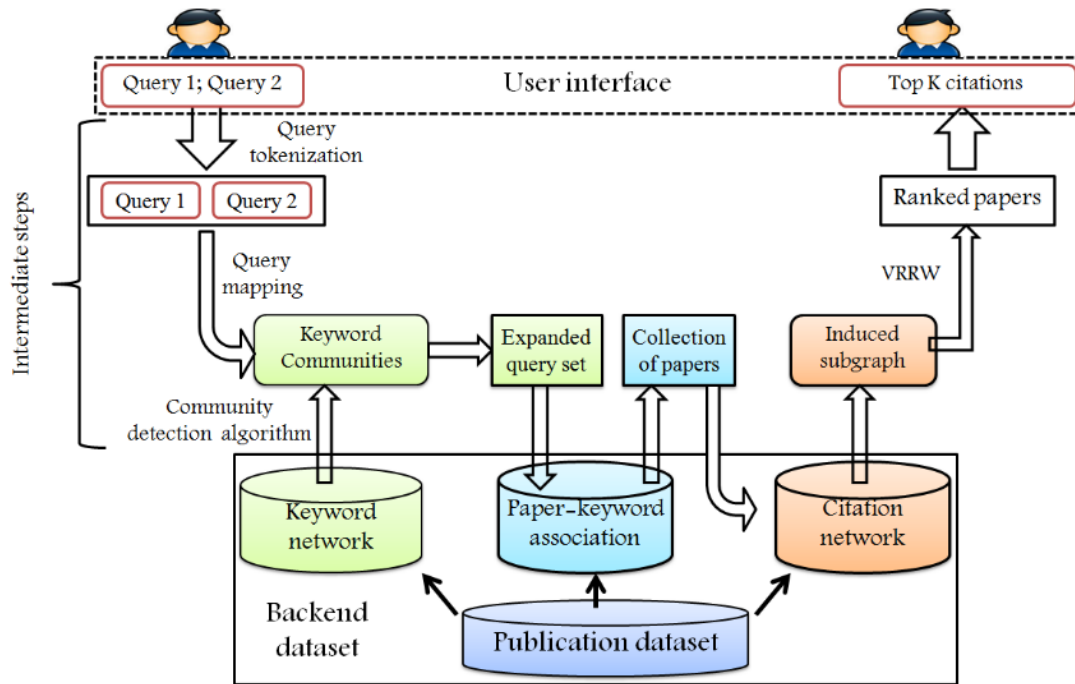 Query 1; Query 2
User interface
Top K citations
Query
tokenization
Query 1
Query 2
Ranked papers
Intermediate steps
Query
mapping
VRRW
Keyword
Communities
Expanded
query set
Collection
of papers
Induced
subgraph
Community
detection algorithm
Keyword
network
Paper-keyword
association
Citation
network
Backend
dataset
Publication dataset